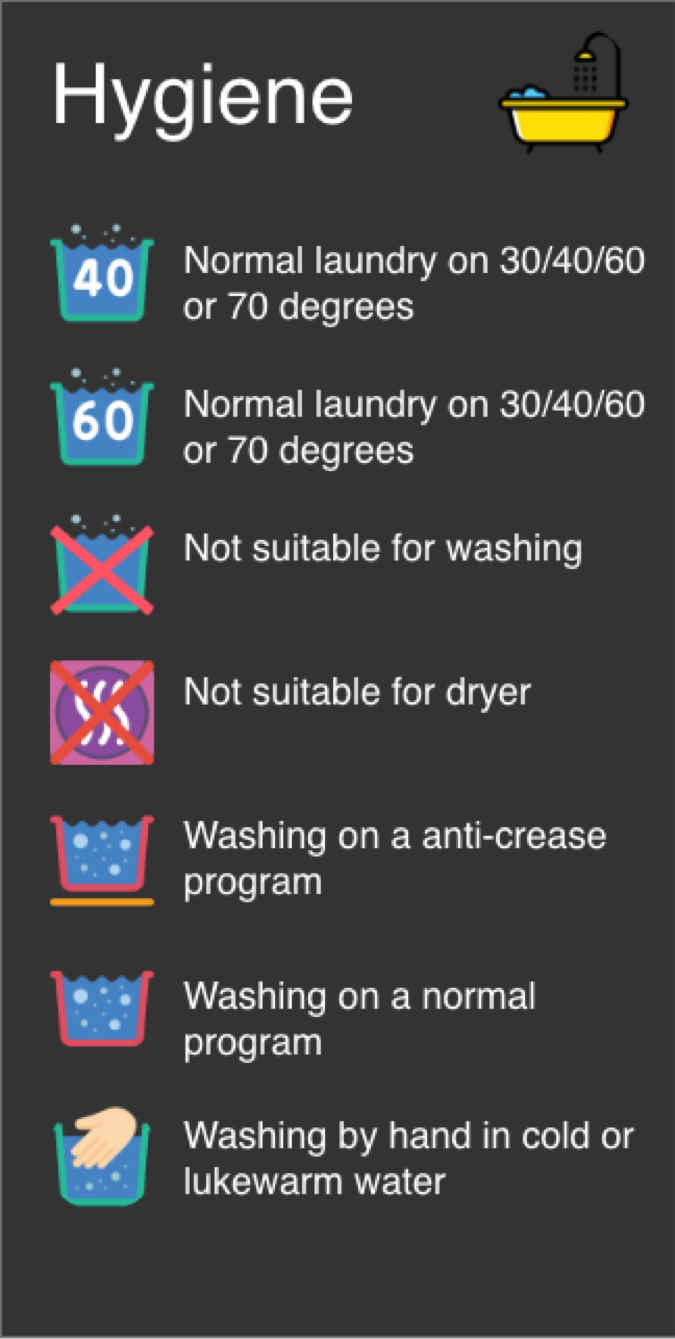 Hygiene
40
Normal laundry on 30/40/60
or 70 degrees
60
Normal laundry on 30/40/60
or 70 degrees
Not suitable for washing
Not suitable for dryer
Washing on a anti-crease
program
Washing on a normal
program
Washing by hand in cold or
lukewarm water